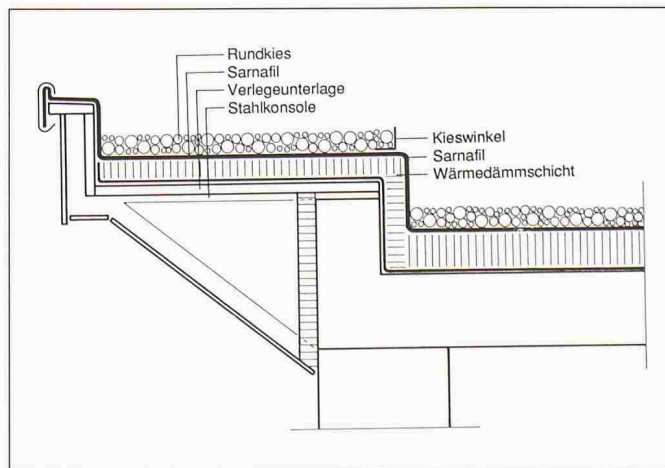 Rundkies
Sarnafil
Verlegeunterlage
Stahlkonsole
Kieswinkel
Sarnafil
Wärmedämmschicht